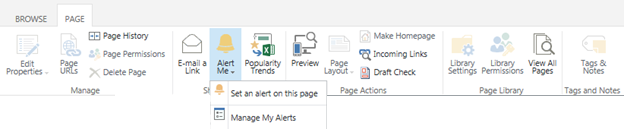 BROWSE PAGE
Edit Properties
Page URLs
Page History
Page Permissions
Delete Page
Manage
E-mail a Link
Alert Me
Popularity Trends
Sh
Preview
Page Layout
Make Homepage
Incoming Links
Draft Check
Page Actions
Library Settings
Library Permissions
View All Pages
Page Library
Tags & Notes
Tags and Notes
Set an alert on this page
Manage My Alerts